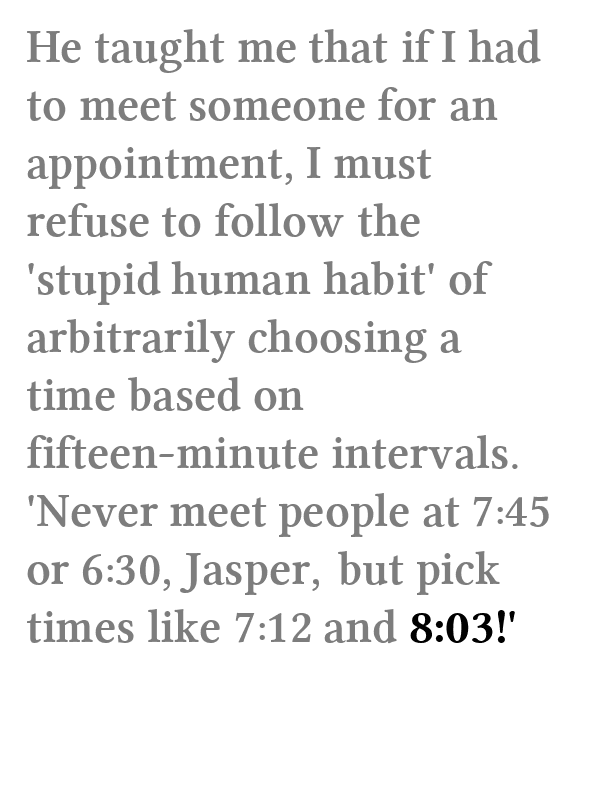 He taught me that if I had
to meet someone for an
appointment, I must
refuse to follow the
'stupid human habit' of
arbitrarily choosing a
time based on
fifteen-minute intervals.
'Never meet people at 7:45
or 6:30, Jasper, but pick
times like 7:12 and 8:03!'